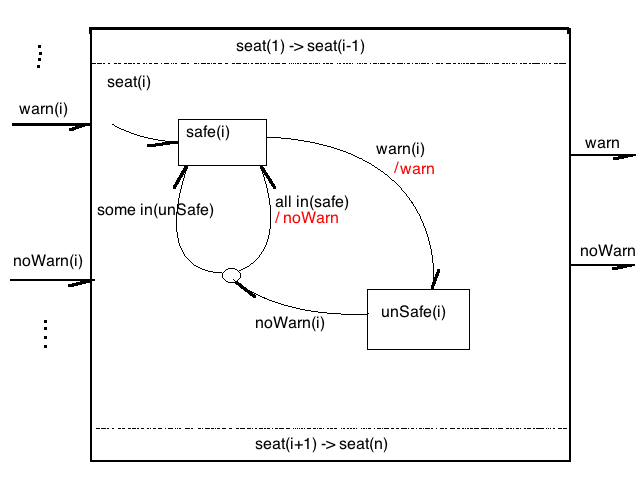 seat(1) -> seat(i-1)
seat(i)
warn(i)
safe(i)
warn(i)
/warn
warn
some in(unSafe)
all in(safe)
/ noWarn
noWarn(i)
noWarn
unSafe(i)
noWarn(i)
seat(i+1) -> seat(n)